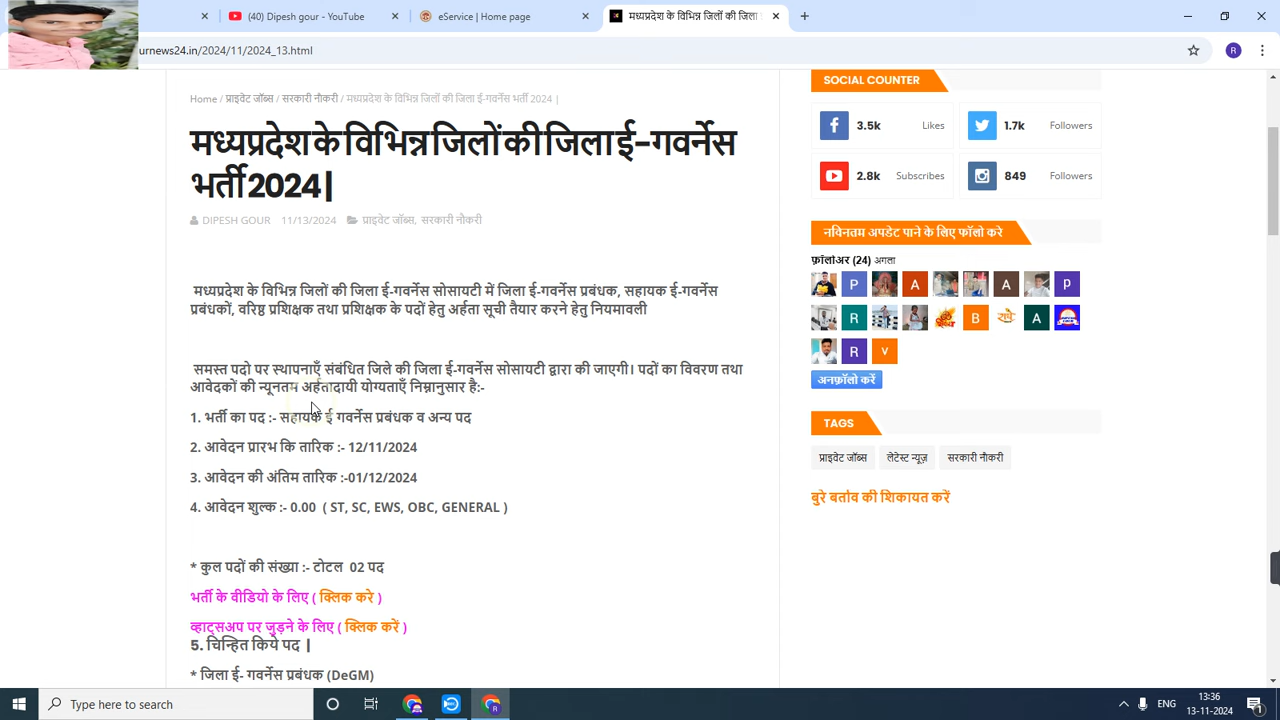 (40) Dipesh gour - YouTube
eService | Home page
मध्यप्रदेश के विभिन्न जिलों की जिला
urnews24.in/2024/11/2024_13.html
R
Home / प्राइवेट जॉब्स / सरकारी नौकरी / मध्यप्रदेश के विभिन्न जिलों की जिला ई-गवर्नेंस भर्ती 2024 |
मध्यप्रदेश के विभिन्न जिलों की जिला ई-गवर्नेंस
भर्ती 2024 |
DIPESH GOUR 11/13/2024 प्राइवेट जॉब्स, सरकारी नौकरी
मध्यप्रदेश के विभिन्न जिलों की जिला ई-गवर्नेंस सोसायटी में जिला ई-गवर्नेंस प्रबंधक, सहायक ई-गवर्नेंस
प्रबंधकों, वरिष्ठ प्रशिक्षक तथा प्रशिक्षक के पदों हेतु अर्हता सूची तैयार करने हेतु नियमावली
समस्त पदो पर स्थापनाएँ संबंधित जिले की जिला ई-गवर्नेंस सोसायटी द्वारा की जाएगी। पदों का विवरण तथा
आवेदकों की न्यूनतम अर्हतादायी योग्यताएँ निम्नानुसार है:-
1. भर्ती का पद :- सहायक ई गवर्नेंस प्रबंधक व अन्य पद
2. आवेदन प्रारभ कि तारिक :- 12/11/2024
3. आवेदन की अंतिम तारिक :-01/12/2024
4. आवेदन शुल्क :- 0.00 ( ST, SC, EWS, OBC, GENERAL )
* कुल पदों की संख्या :- टोटल 02 पद
भर्ती के वीडियो के लिए ( क्लिक करे )
व्हाट्सअप पर जुड़ने के लिए ( क्लिक करें )
5. चिन्हित किये पद |
* जिला ई- गवर्नेंस प्रबंधक (DeGM)
SOCIAL COUNTER
3.5k Likes
1.7k Followers
2.8k Subscribes
849 Followers
नविनतम अपडेट पाने के लिए फॉलो करे
फ़ॉलोअर (24) अगला
P A A p
R B राधे A
R v
अनफ़ॉलो करें
TAGS
प्राइवेट जॉब्स लेटेस्ट न्यूज़ सरकारी नौकरी
बुरे बर्ताव की शिकायत करें
Type here to search
ENG
13:36
13-11-2024
1